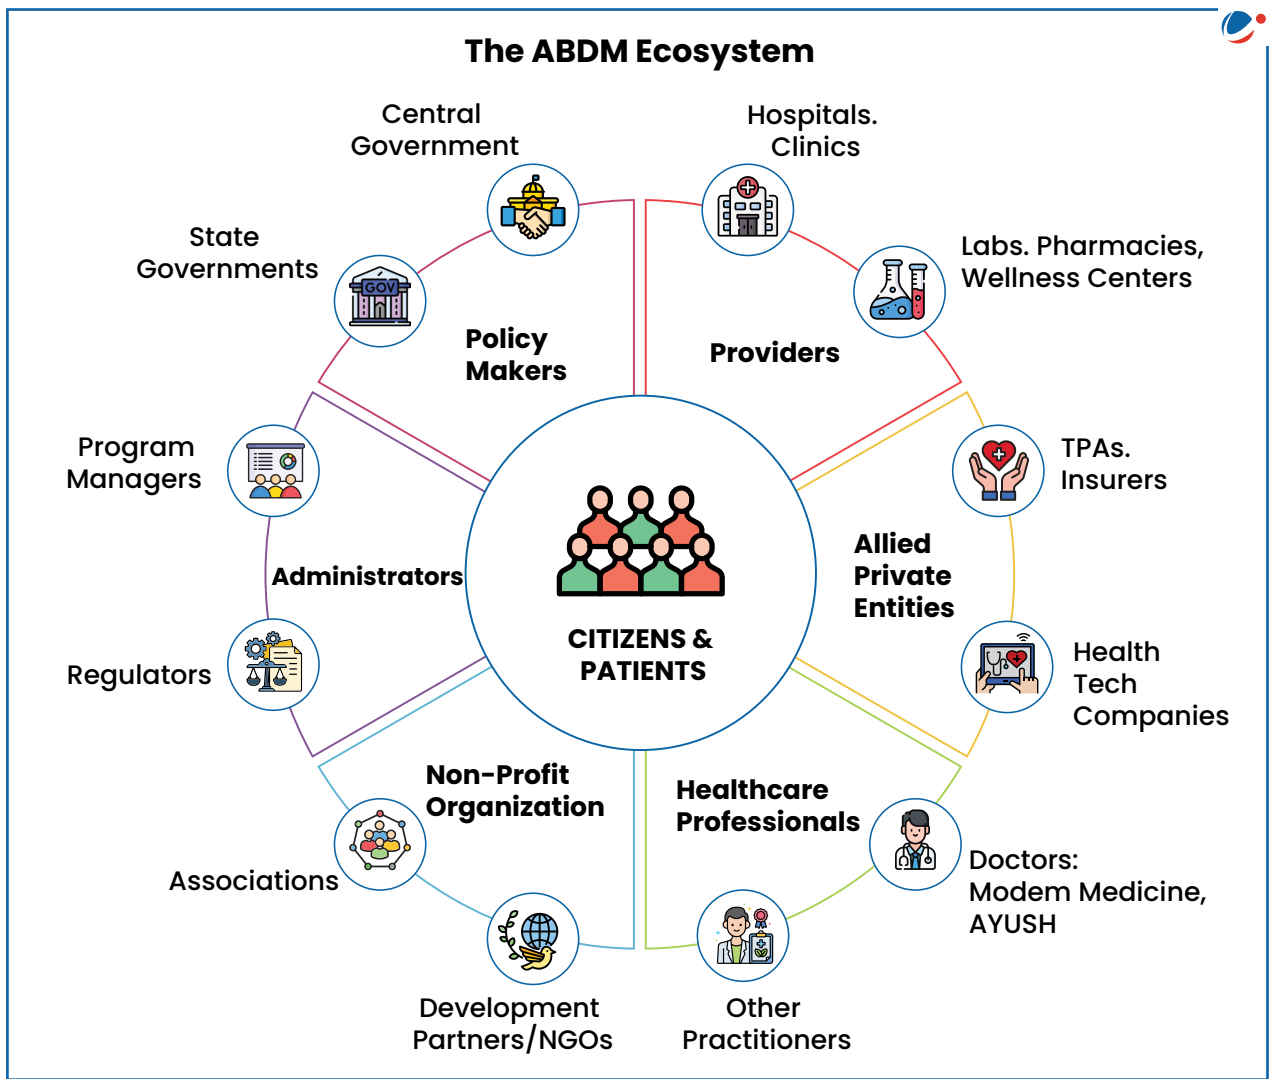 The ABDM Ecosystem
Central
Government
Hospitals.
Clinics
State
Governments
GOV
Labs. Pharmacies,
Wellness Centers
Policy
Makers
Providers
Program
Managers
TPAs.
Insurers
Administrators
Allied
Private
Entities
CITIZENS &
PATIENTS
Regulators
Health
Tech
Companies
Non-Profit
Organization
Healthcare
Professionals
Associations
Doctors:
Modem Medicine,
AYUSH
Development
Partners/NGOs
Other
Practitioners